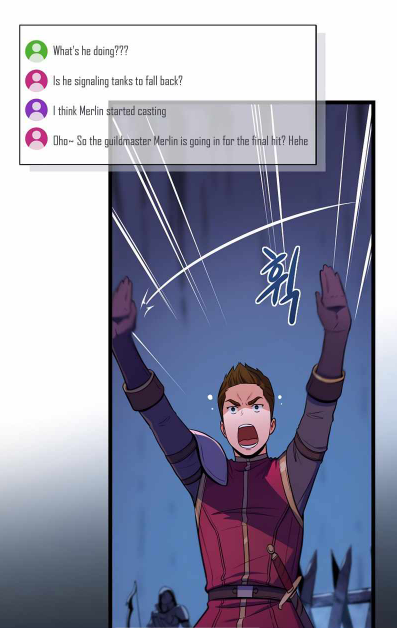 What's he doing???
Is he signaling tanks to fall back?
I think Merlin started casting
Oho~ So the guildmaster Merlin is going in for the final hit? Hehe
휙